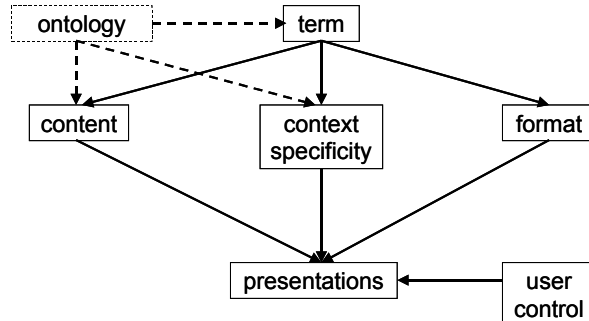 ontology
term
content
context
specificity
format
presentations
user
control